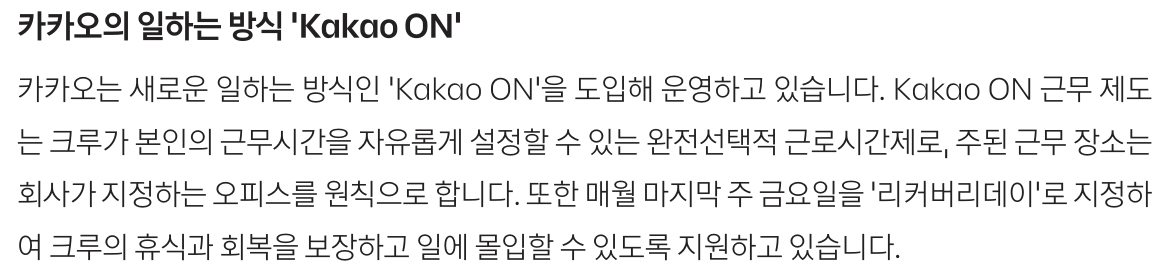 카카오의 일하는 방식 'Kakao ON'
카카오는 새로운 일하는 방식인 'Kakao ON'을 도입해 운영하고 있습니다. Kakao ON 근무 제도
는 크루가 본인의 근무시간을 자유롭게 설정할 수 있는 완전선택적 근로시간제로, 주된 근무 장소는
회사가 지정하는 오피스를 원칙으로 합니다. 또한 매월 마지막 주 금요일을 '리커버리데이'로 지정하
여 크루의 휴식과 회복을 보장하고 일에 몰입할 수 있도록 지원하고 있습니다.